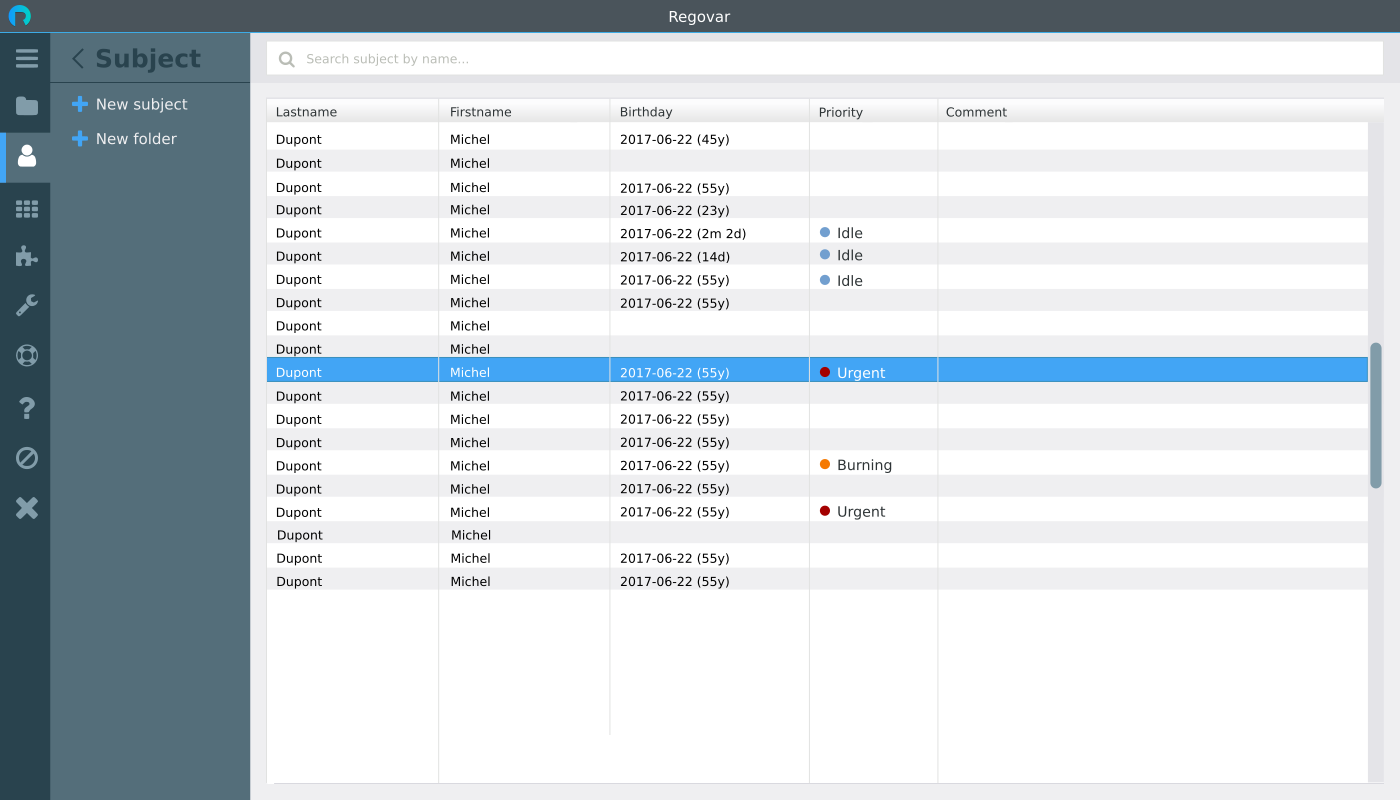 Regovar
Subject
New subject
New folder
Search subject by name...
Lastname Firstname Birthday Priority Comment
Dupont Michel 2017-06-22 (45y)
Dupont Michel
Dupont Michel 2017-06-22 (55y)
Dupont Michel 2017-06-22 (23y)
Dupont Michel 2017-06-22 (2m 2d) Idle
Dupont Michel 2017-06-22 (14d) Idle
Dupont Michel 2017-06-22 (55y) Idle
Dupont Michel 2017-06-22 (55y)
Dupont Michel
Dupont Michel
Dupont Michel 2017-06-22 (55y) Urgent
Dupont Michel 2017-06-22 (55y)
Dupont Michel 2017-06-22 (55y)
Dupont Michel 2017-06-22 (55y)
Dupont Michel 2017-06-22 (55y) Burning
Dupont Michel 2017-06-22 (55y)
Dupont Michel 2017-06-22 (55y) Urgent
Dupont Michel
Dupont Michel 2017-06-22 (55y)
Dupont Michel 2017-06-22 (55y)